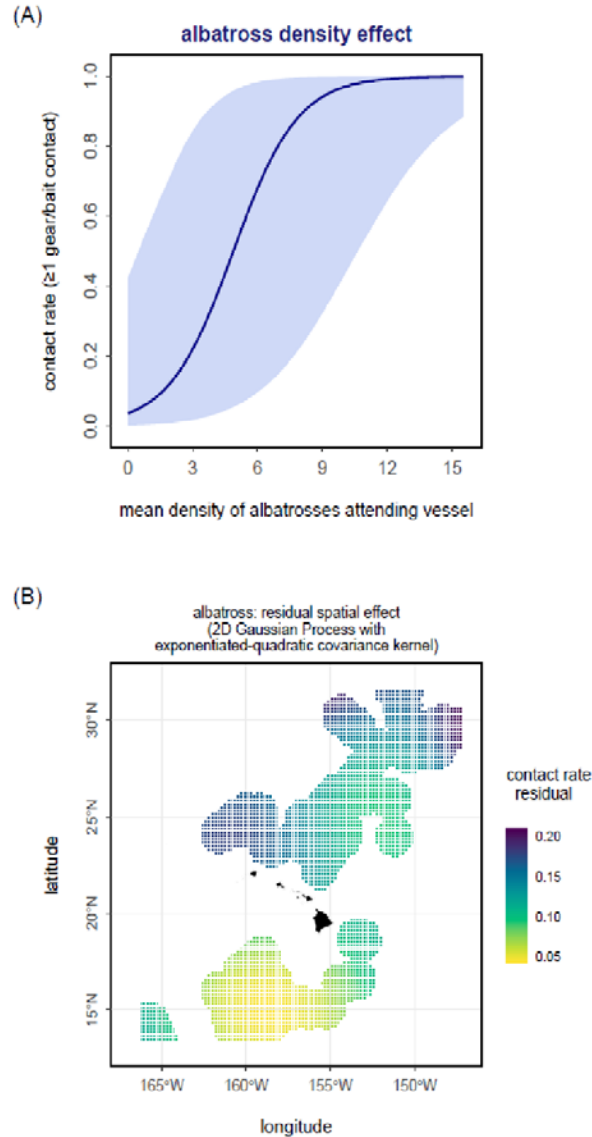 (A)
albatross density effect
contact rate (≥1 gear/bait contact)
1.0
0.8
0.6
0.4
0.2
0.0
0 3 6 9 12 15
mean density of albatrosses attending vessel
(B)
albatross: residual spatial effect
(2D Gaussian Process with
exponentiated-quadratic covariance kernel)
latitude
30°N
25°N
20°N
15°N
165°W 160°W 155°W 150°W
longitude
contact rate
residual
0.20
0.15
0.10
0.05